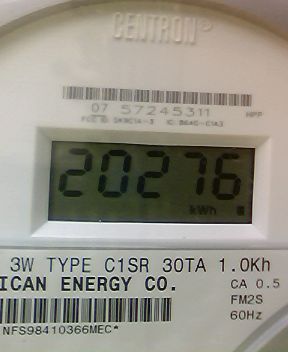 CENTRON®
07 57245311 HPP
20276
kWh
3W TYPE C1SR 30TA 1.0Kh
ICAN ENERGY CO. CA 0.5
FM2S
60Hz
NFS98410366MEC*